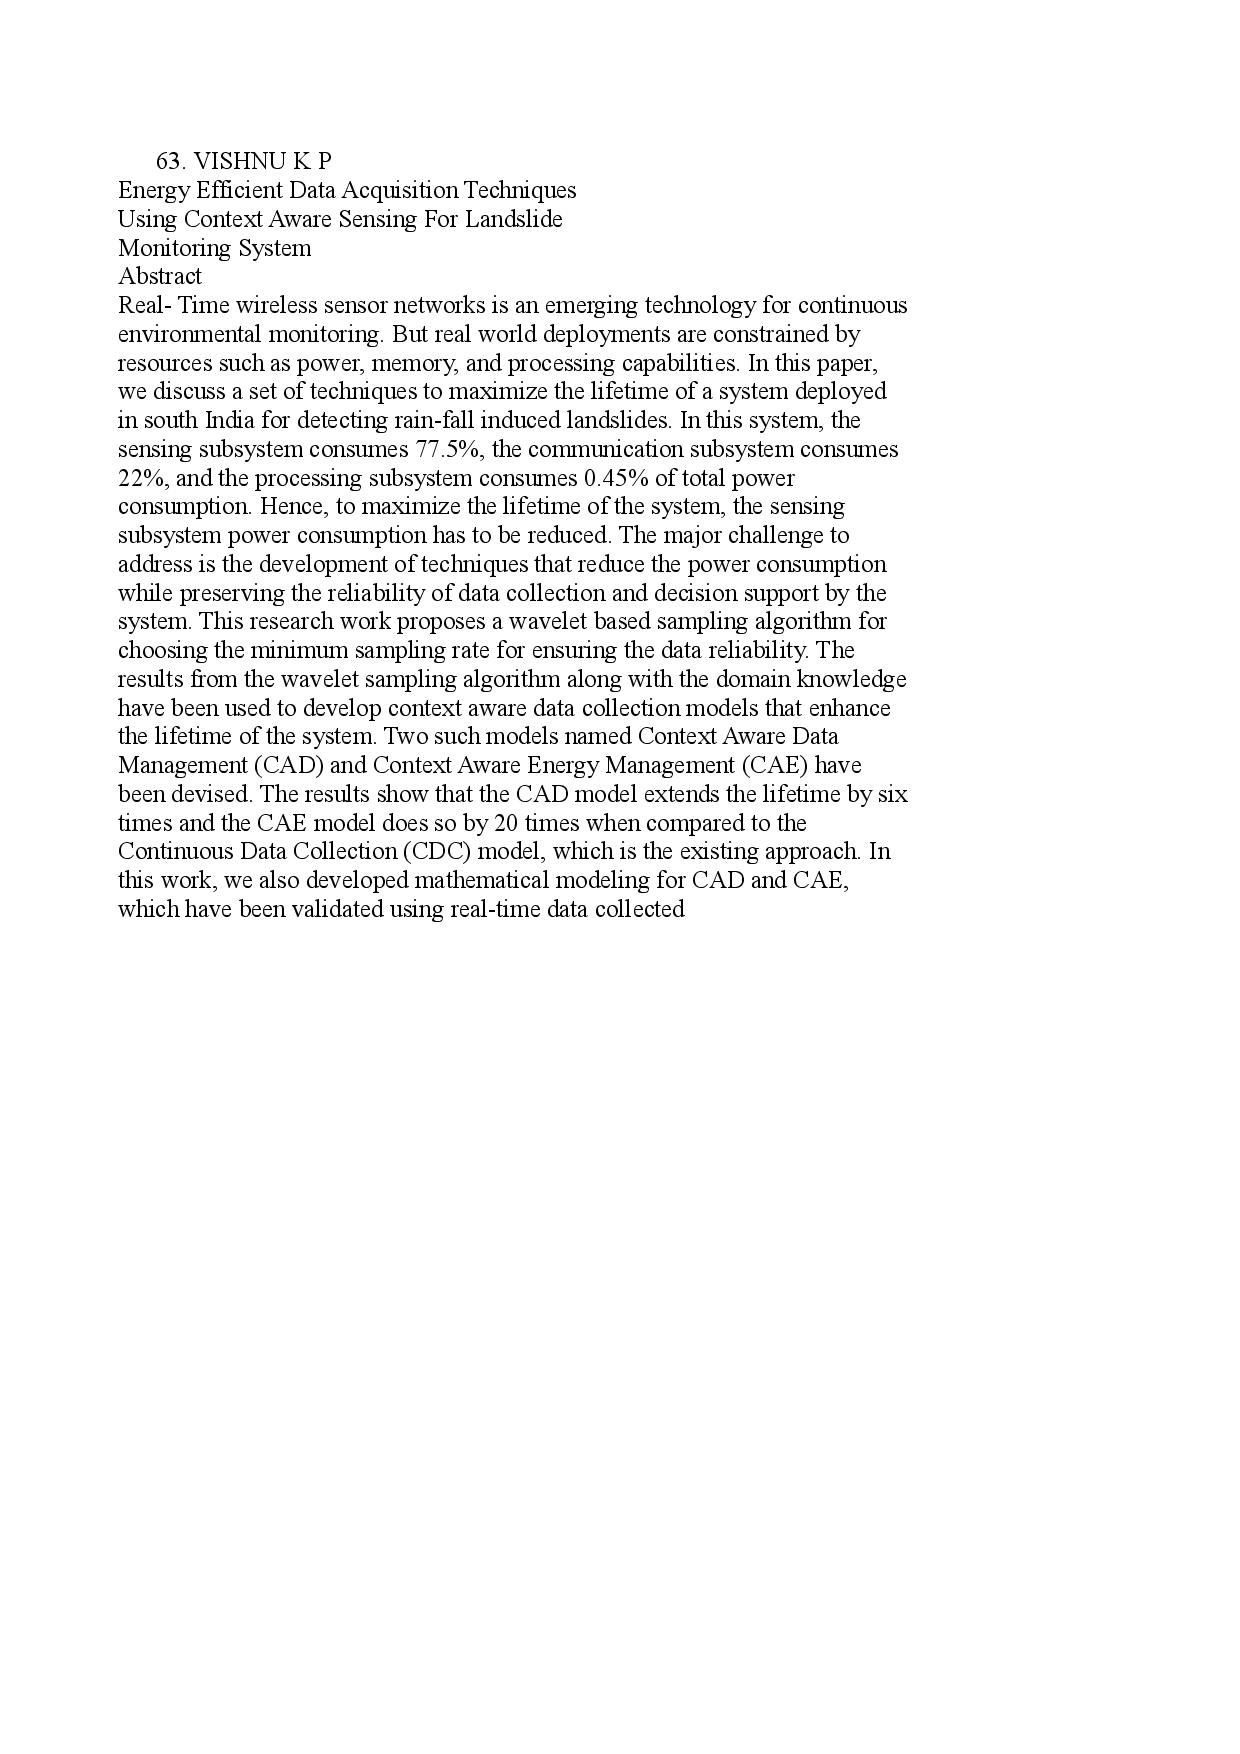 63. VISHNU K P
Energy Efficient Data Acquisition Techniques
Using Context Aware Sensing For Landslide
Monitoring System
Abstract
Real- Time wireless sensor networks is an emerging technology for continuous
environmental monitoring. But real world deployments are constrained by
resources such as power, memory, and processing capabilities. In this paper,
we discuss a set of techniques to maximize the lifetime of a system deployed
in south India for detecting rain-fall induced landslides. In this system, the
sensing subsystem consumes 77.5%, the communication subsystem consumes
22%, and the processing subsystem consumes 0.45% of total power
consumption. Hence, to maximize the lifetime of the system, the sensing
subsystem power consumption has to be reduced. The major challenge to
address is the development of techniques that reduce the power consumption
while preserving the reliability of data collection and decision support by the
system. This research work proposes a wavelet based sampling algorithm for
choosing the minimum sampling rate for ensuring the data reliability. The
results from the wavelet sampling algorithm along with the domain knowledge
have been used to develop context aware data collection models that enhance
the lifetime of the system. Two such models named Context Aware Data
Management (CAD) and Context Aware Energy Management (CAE) have
been devised. The results show that the CAD model extends the lifetime by six
times and the CAE model does so by 20 times when compared to the
Continuous Data Collection (CDC) model, which is the existing approach. In
this work, we also developed mathematical modeling for CAD and CAE,
which have been validated using real-time data collected